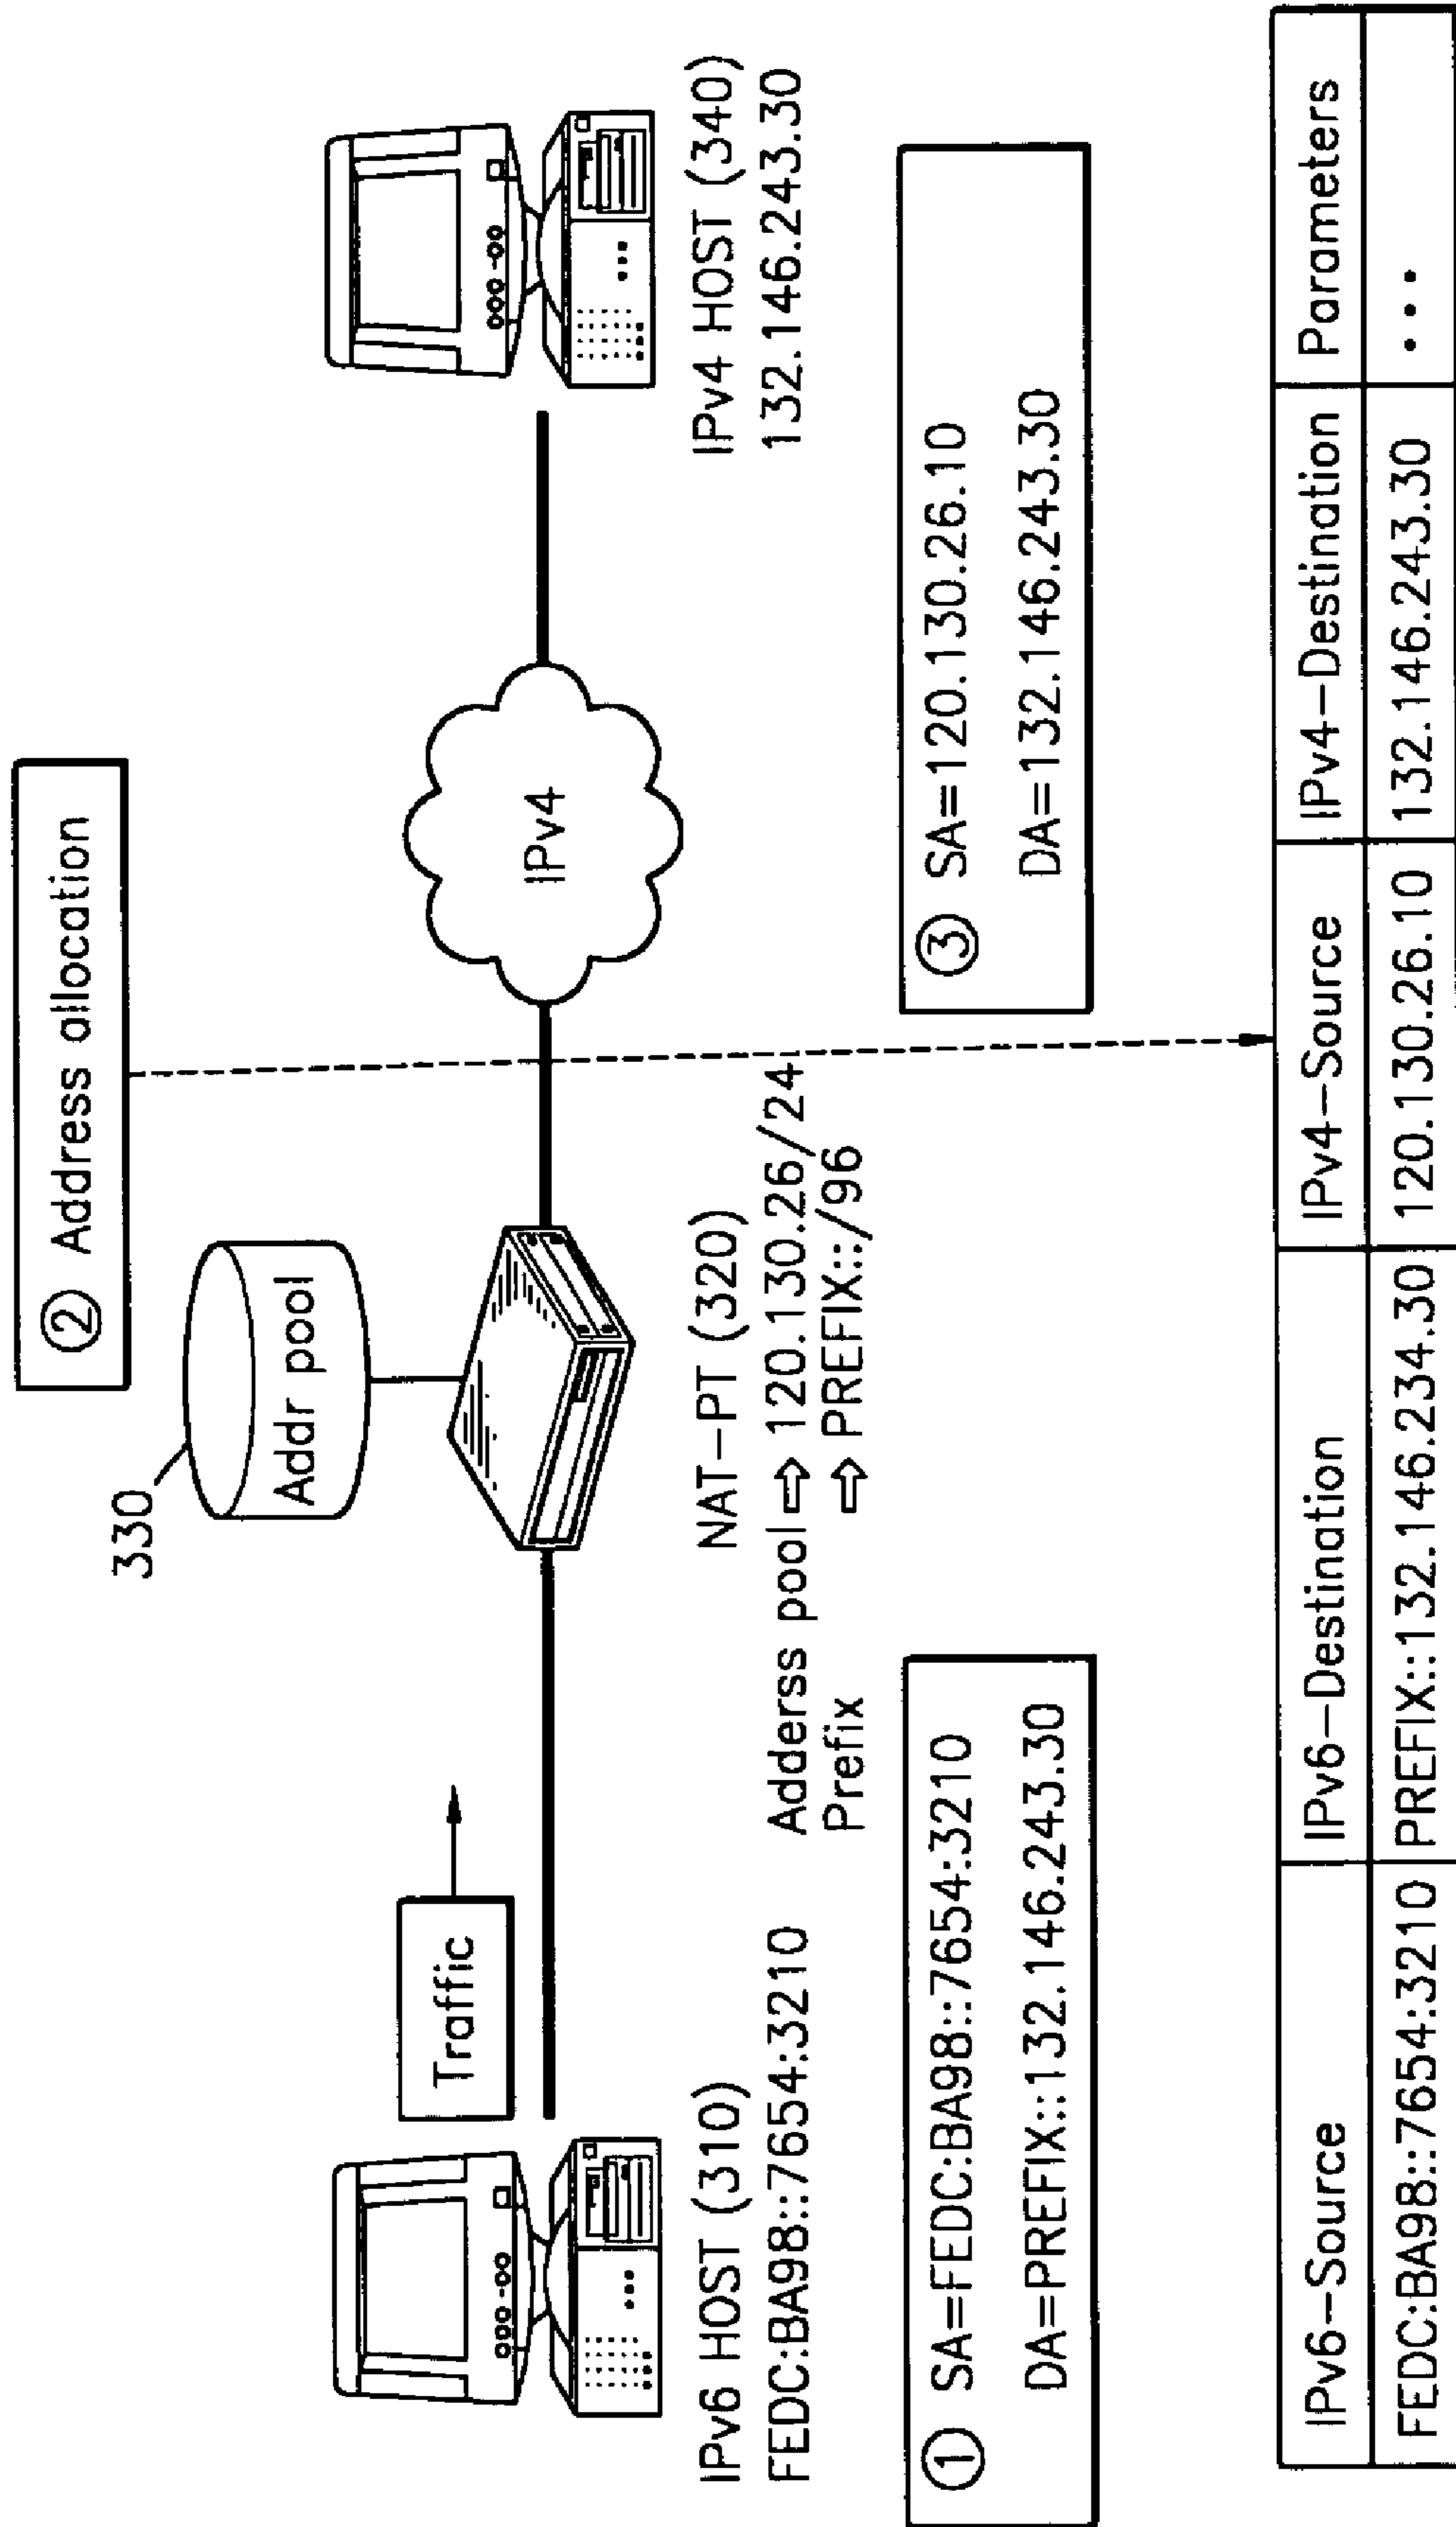 ② Address allocation
330
Addr pool
Traffic
IPv4
IPv6 HOST (310)
FEDC:BA98::7654:3210
NAT-PT (320)
Adderss pool ⇨ 120.130.26/24
Prefix ⇨ PREFIX::/96
IPv4 HOST (340)
132.146.243.30
① SA=FEDC:BA98::7654:3210
DA=PREFIX::132.146.243.30
③ SA=120.130.26.10
DA=132.146.243.30
IPv6-Source IPv6-Destination IPv4-Source IPv4-Destination Parameters
FEDC:BA98::7654:3210 PREFIX::132.146.234.30 120.130.26.10 132.146.243.30 ...